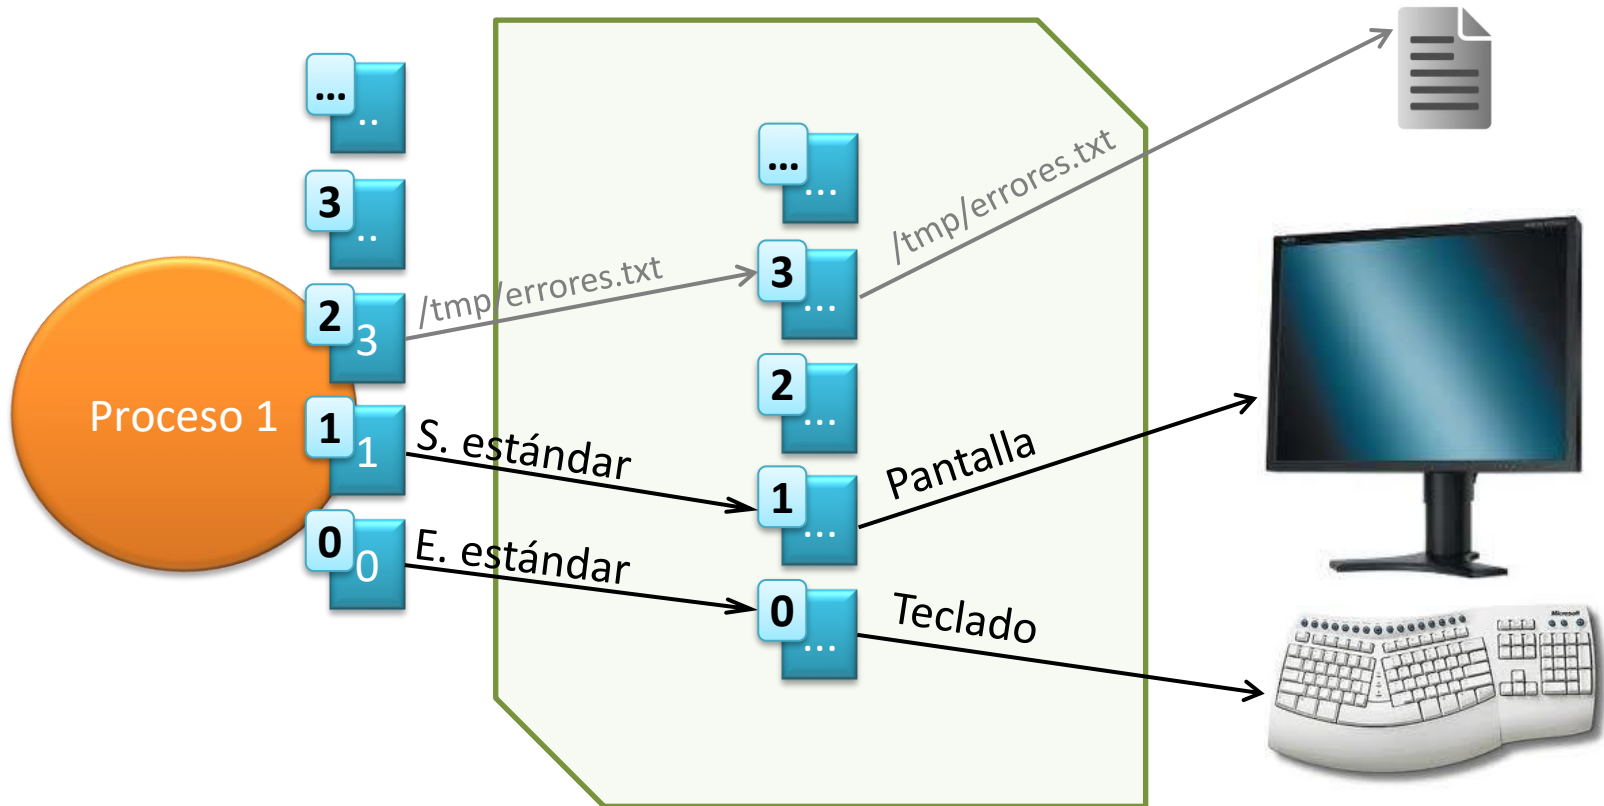 ...
..
3
..
2
3
/tmp/errores.txt
Proceso 1
1
1
S. estándar
0
0
E. estándar
...
...
3
...
/tmp/errores.txt
2
...
1
...
Pantalla
0
...
Teclado
Microsoft